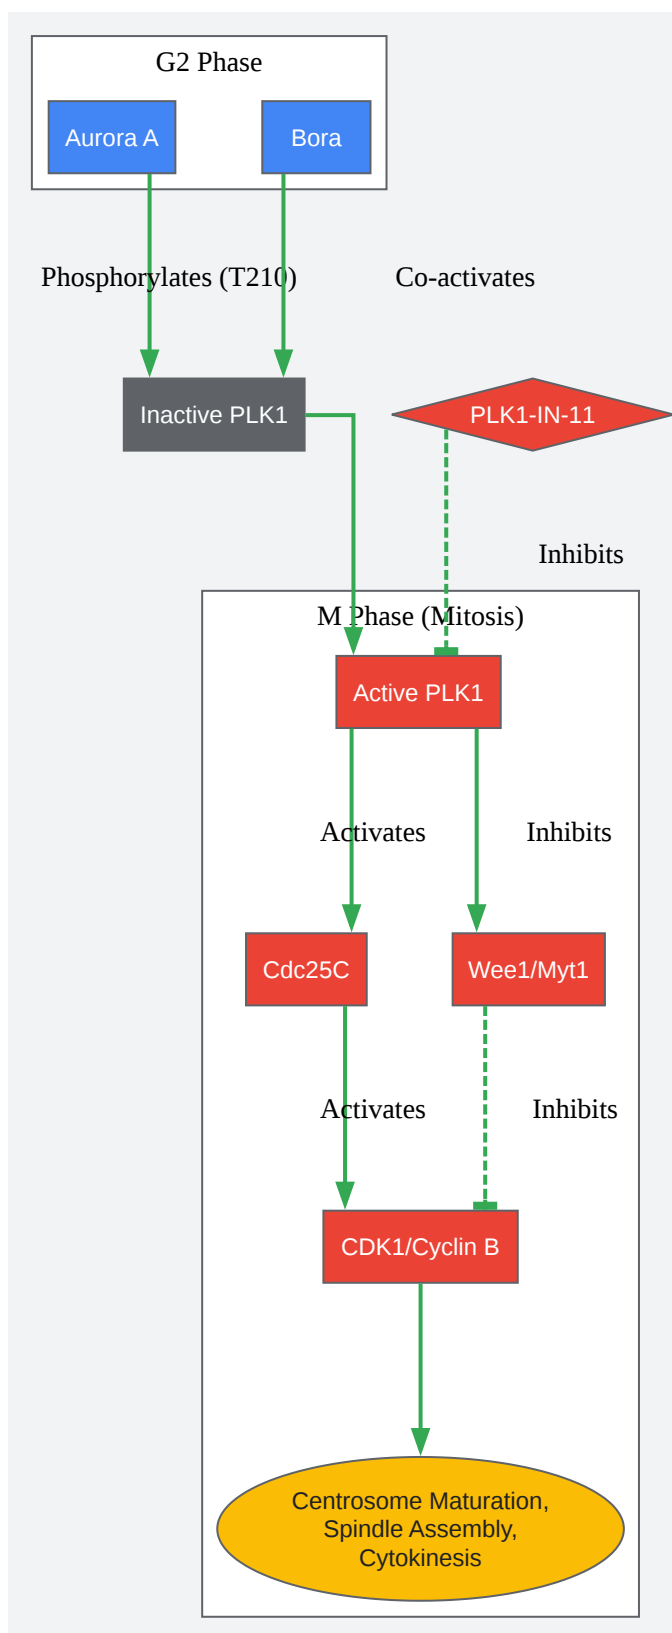 G2 Phase
Aurora A
Bora
Phosphorylates (T210)
Co-activates
Inactive PLK1
PLK1-IN-11
Inhibits
M Phase (Mitosis)
Active PLK1
Activates
Inhibits
Cdc25C
Wee1/Myt1
Activates
Inhibits
CDK1/Cyclin B
Centrosome Maturation,
Spindle Assembly,
Cytokinesis